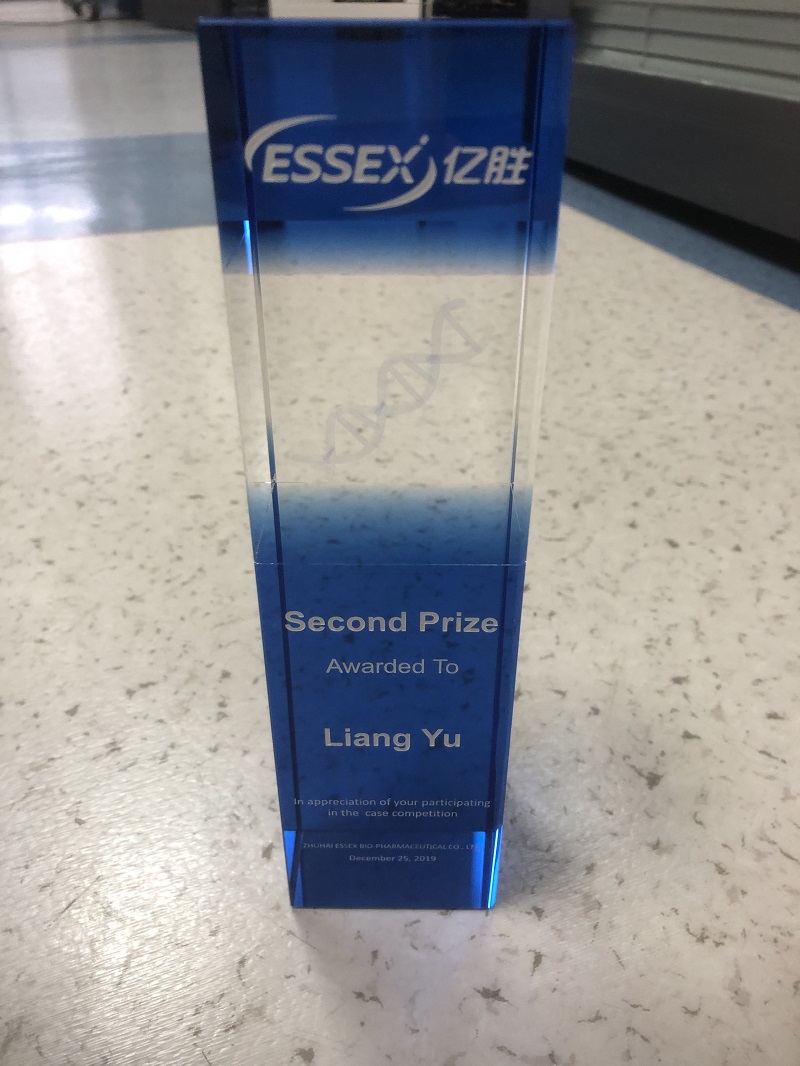 ESSEX 亿胜
Second Prize
Awarded To
Liang Yu
In appreciation of your participating
in the case competition
ZHUHAI ESSEX BIO-PHARMACEUTICAL CO., LTD
December 25, 2019